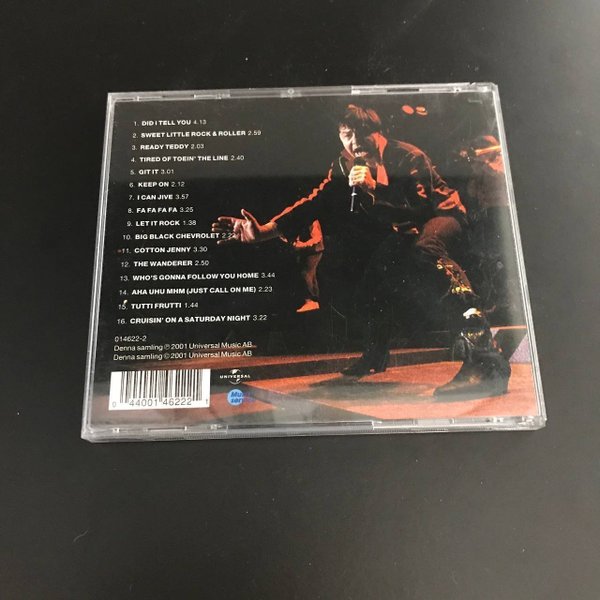 1. DID I TELL YOU 4.13
2. SWEET LITTLE ROCK & ROLLER 2.59
3. READY TEDDY 2.03
4. TIRED OF TOEIN' THE LINE 2.40
5. GIT IT 3.01
6. KEEP ON 2.12
7. I CAN JIVE 3.57
8. FA FA FA FA 3.25
9. LET IT ROCK 1.38
10. BIG BLACK CHEVROLET
11. COTTON JENNY 3.30
12. THE WANDERER 2.50
13. WHO'S GONNA FOLLOW YOU HOME 3.44
14. AHA UHU MHM (JUST CALL ON ME) 2.23
15. TUTTI FRUTTI 1.44
16. CRUISIN' ON A SATURDAY NIGHT 3.22
014622-2
Denna samling ℗ 2001 Universal Music AB
Denna samling © 2001 Universal Music AB
UNIVERSAL
0 44001 46222 1